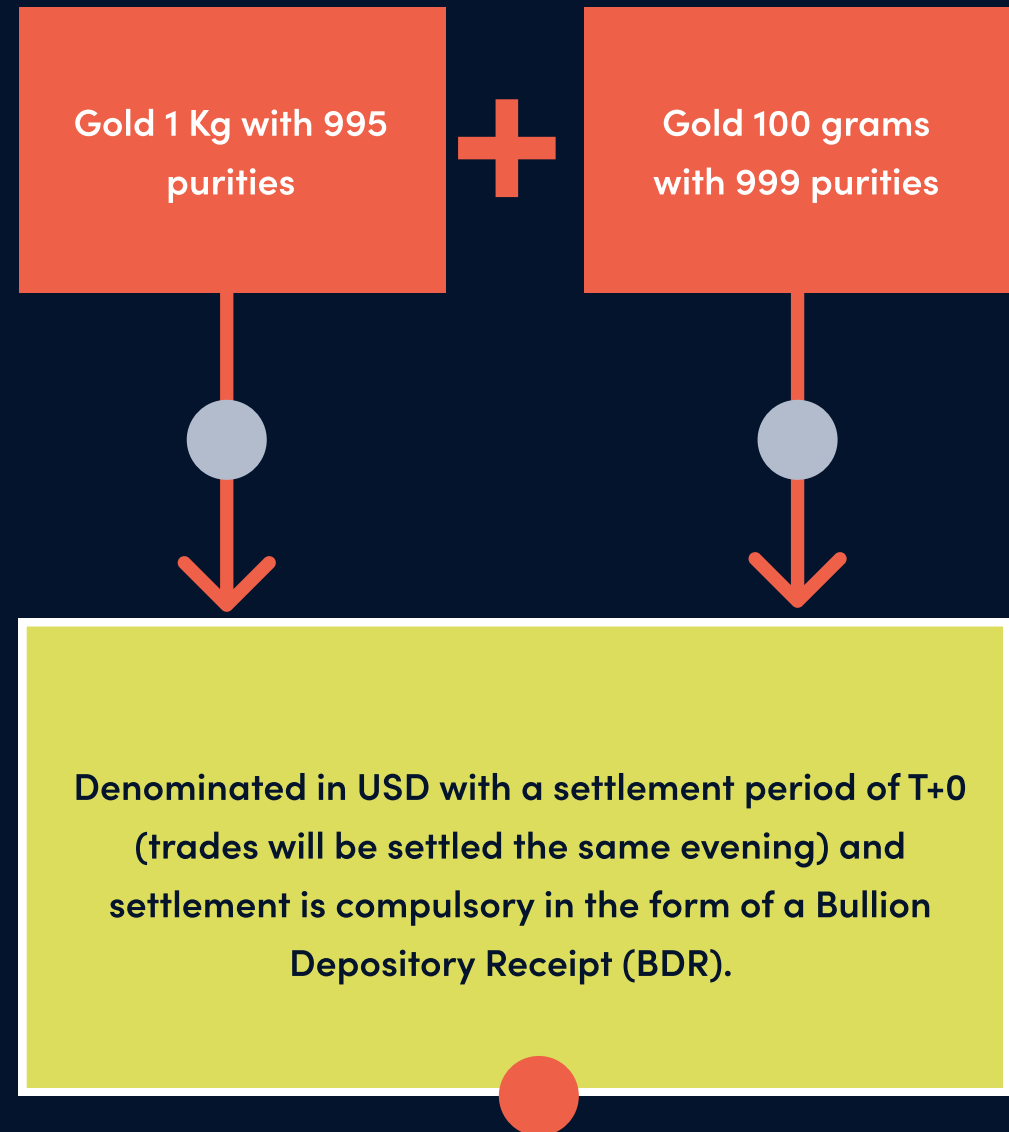 Gold 1 Kg with 995
purities
Gold 100 grams
with 999 purities
Denominated in USD with a settlement period of T+0
(trades will be settled the same evening) and
settlement is compulsory in the form of a Bullion
Depository Receipt (BDR).